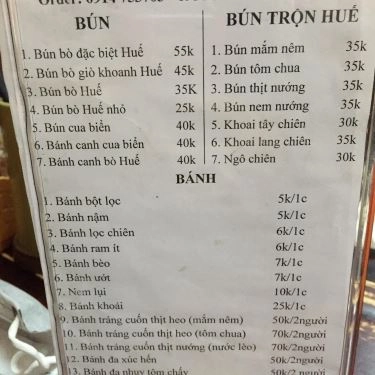 BÚN
1. Bún bò đặc biệt Huế 55k
2. Bún bò giò khoanh Huế 45k
3. Bún bò Huế 35K
4. Bún bò Huế nhỏ 25k
5. Bún cua biển 40k
6. Bánh canh cua biển 40k
7. Bánh canh bò Huế 40k
BÚN TRỘN HUẾ
1. Bún mắm nêm 35k
2. Bún tôm chua 35k
3. Bún thịt nướng 35k
4. Bún nem nướng 35k
5. Khoai tây chiên 30k
6. Khoai lang chiên 35k
7. Ngô chiên 30k
BÁNH
1. Bánh bột lọc 5k/1c
2. Bánh nậm 5k/1c
3. Bánh lọc chiên 6k/1c
4. Bánh ram ít 6k/1c
5. Bánh bèo 7k/1c
6. Bánh ướt 7k/1c
7. Nem lụi 10k/1c
8. Bánh khoái 25k/1c
9. Bánh tráng cuốn thịt heo (mắm nêm) 50k/2người
10. Bánh tráng cuốn thịt heo (tôm chua) 70k/2người
11. Bánh tráng cuốn thịt nướng (nước lèo) 70k/2người
12. Bánh đa xúc hến 50k/2người
13. Bánh đa nhụy tôm chấy 50k/2người